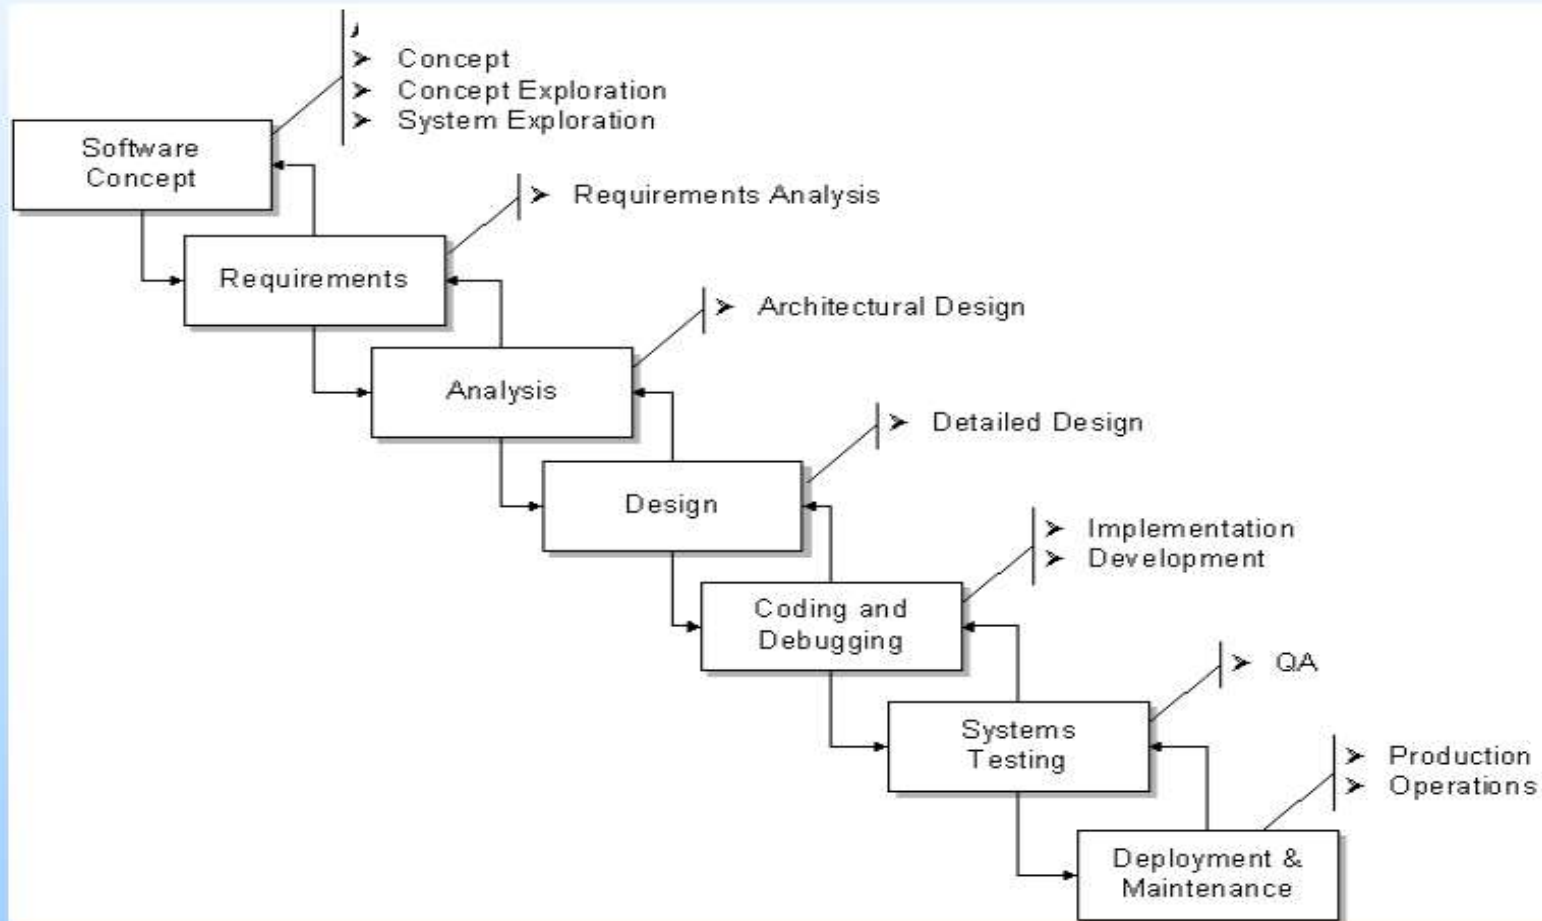 Concept
Concept Exploration
System Exploration
Software
Concept
Requirements Analysis
Requirements
Architectural Design
Analysis
Detailed Design
Design
Implementation
Development
Coding and
Debugging
QA
Systems
Testing
Production
Operations
Deployment &
Maintenance